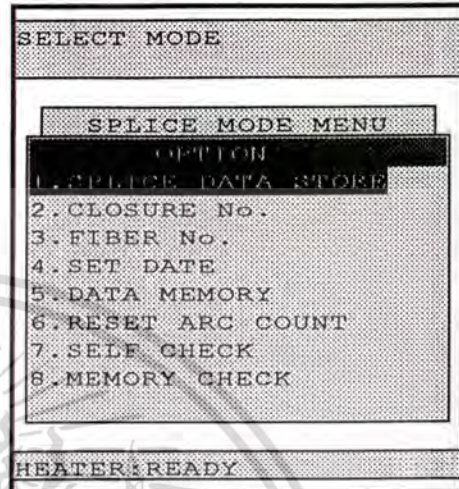 SELECT MODE
SPLICE MODE MENU
OPTION
1.SPLICE DATA STORE
2.CLOSURE No.
3.FIBER No.
4.SET DATE
5.DATA MEMORY
6.RESET ARC COUNT
7.SELF CHECK
8.MEMORY CHECK
HEATER:READY